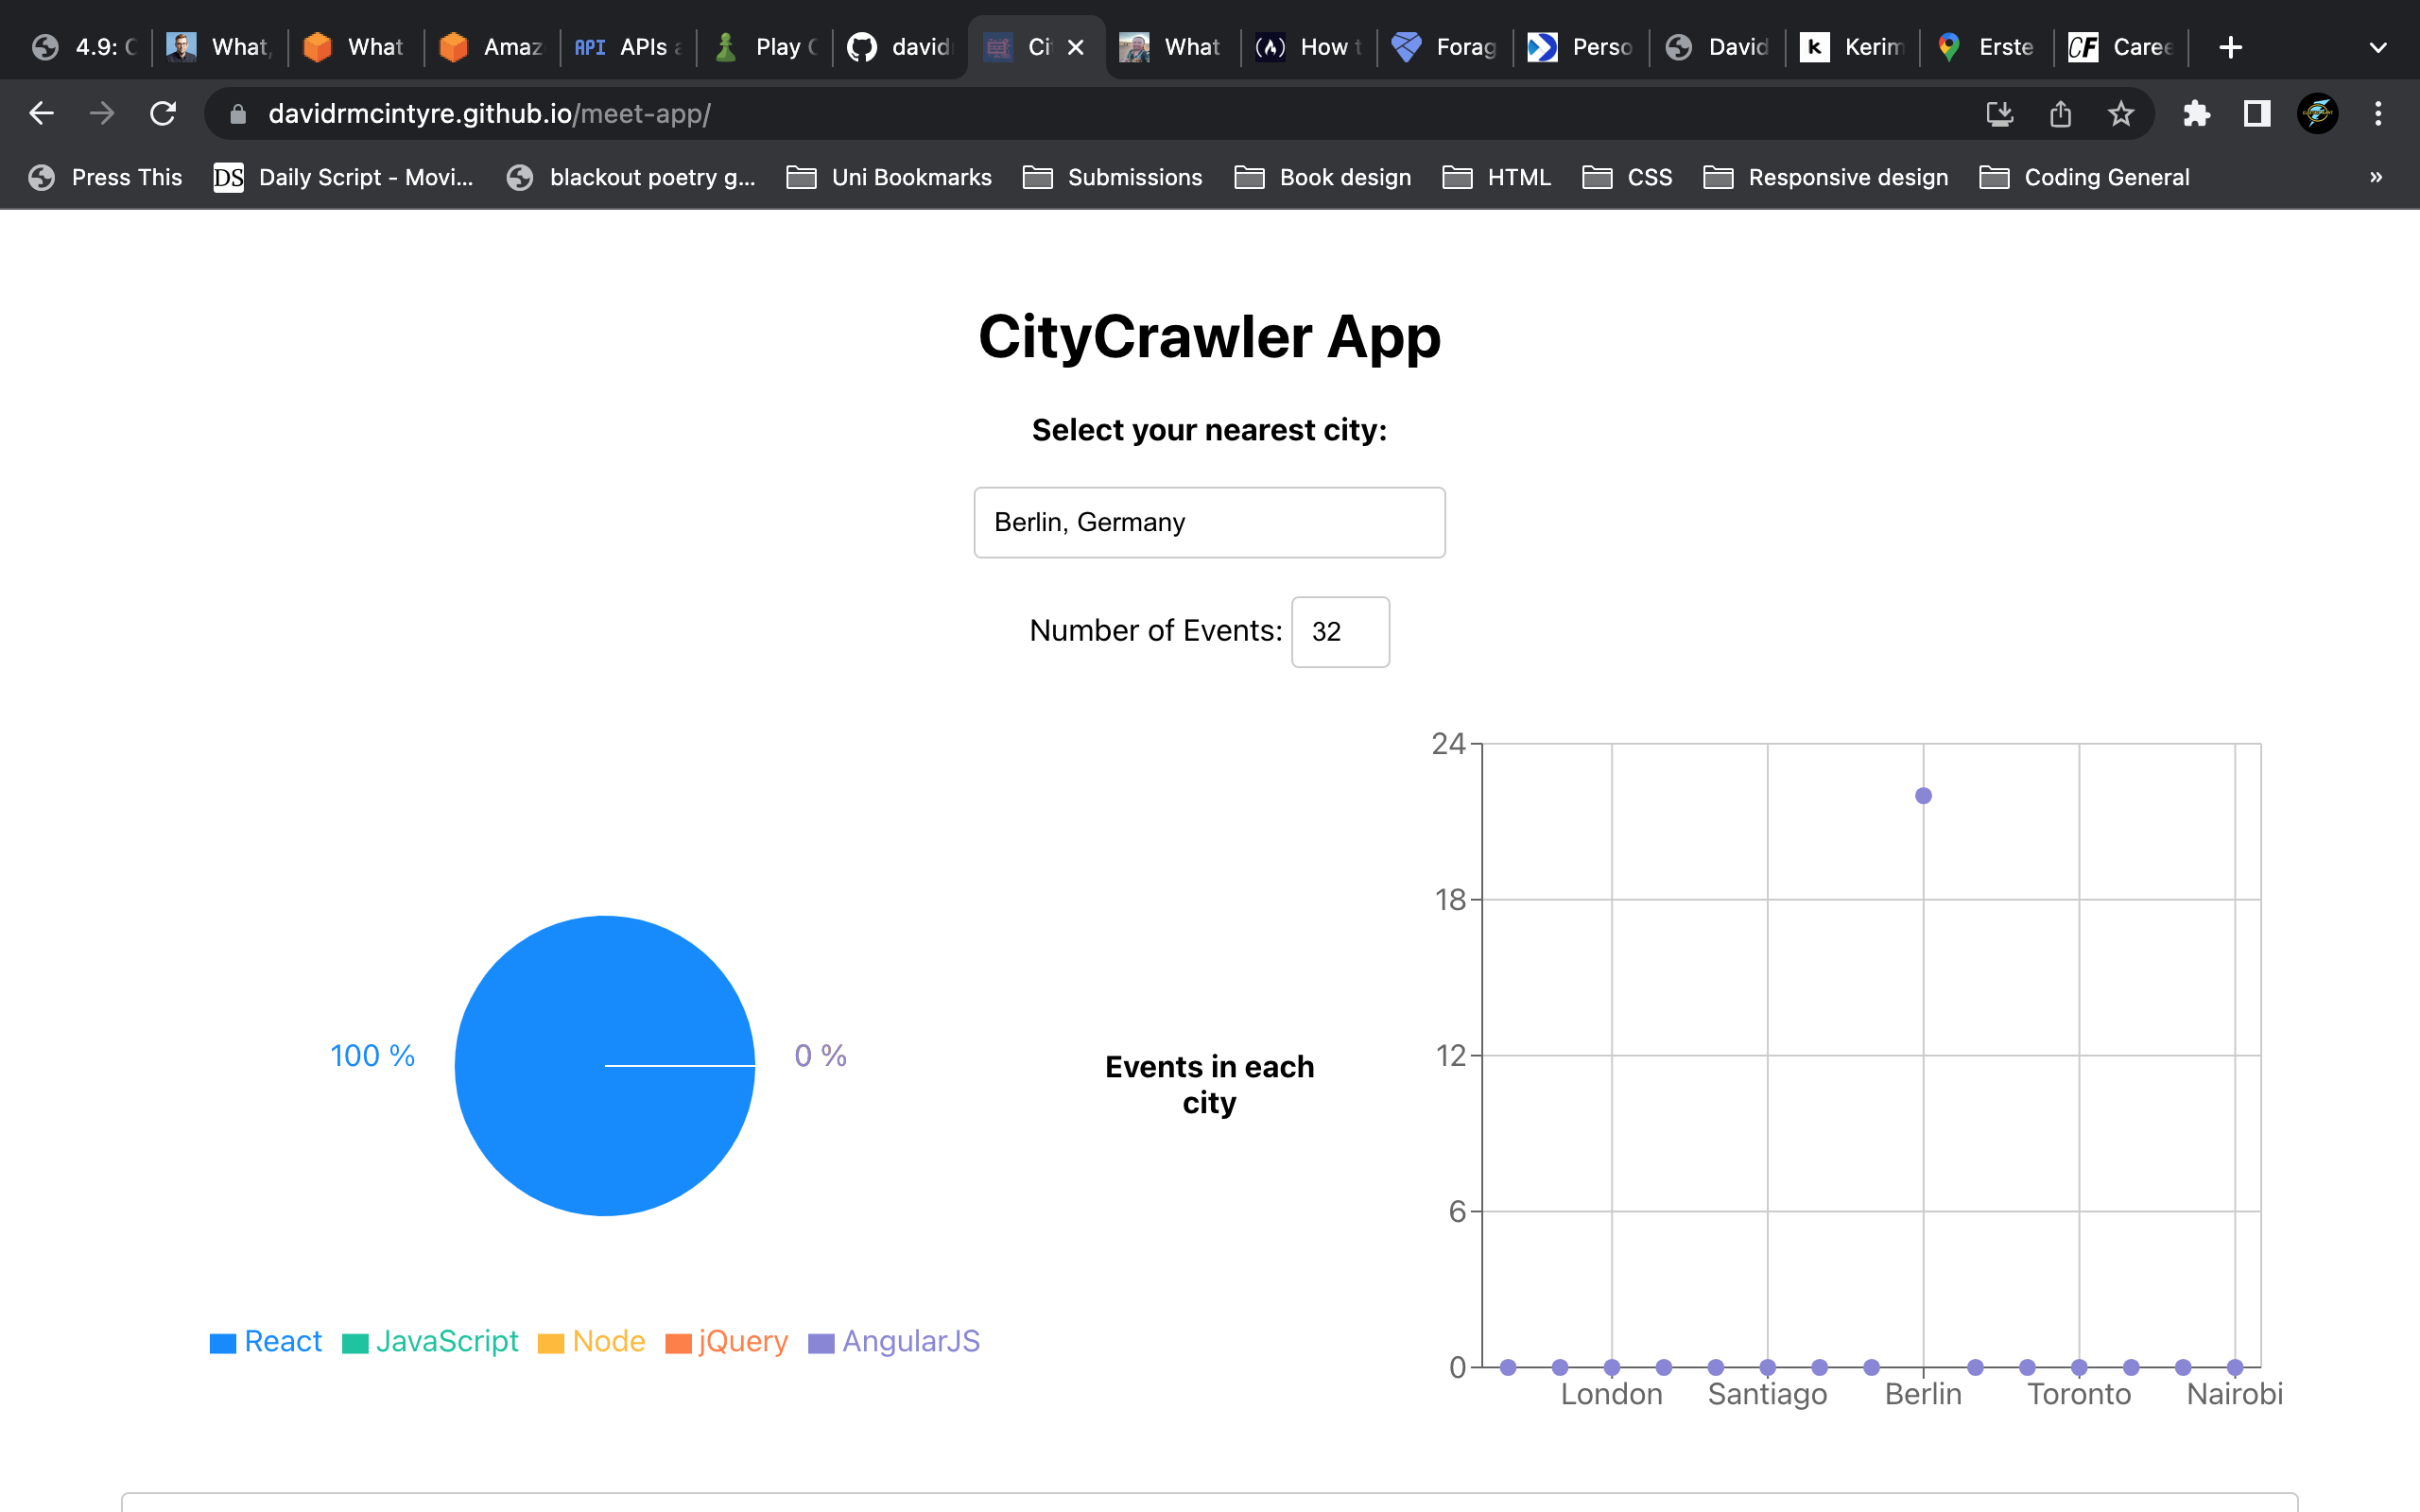 4.9: What, What Amaz API APIs a Play david Ci What How t Forag Perso David k Kerim Erste CF Caree
davidrmcintyre.github.io/meet-app/
Press This DS Daily Script - Movi... blackout poetry g... Uni Bookmarks Submissions Book design HTML CSS Responsive design Coding General »
CityCrawler App
Select your nearest city:
Berlin, Germany
Number of Events: 32
100 %
0 %
React JavaScript Node jQuery AngularJS
Events in each
city
24
18
12
6
0
London Santiago Berlin Toronto Nairobi